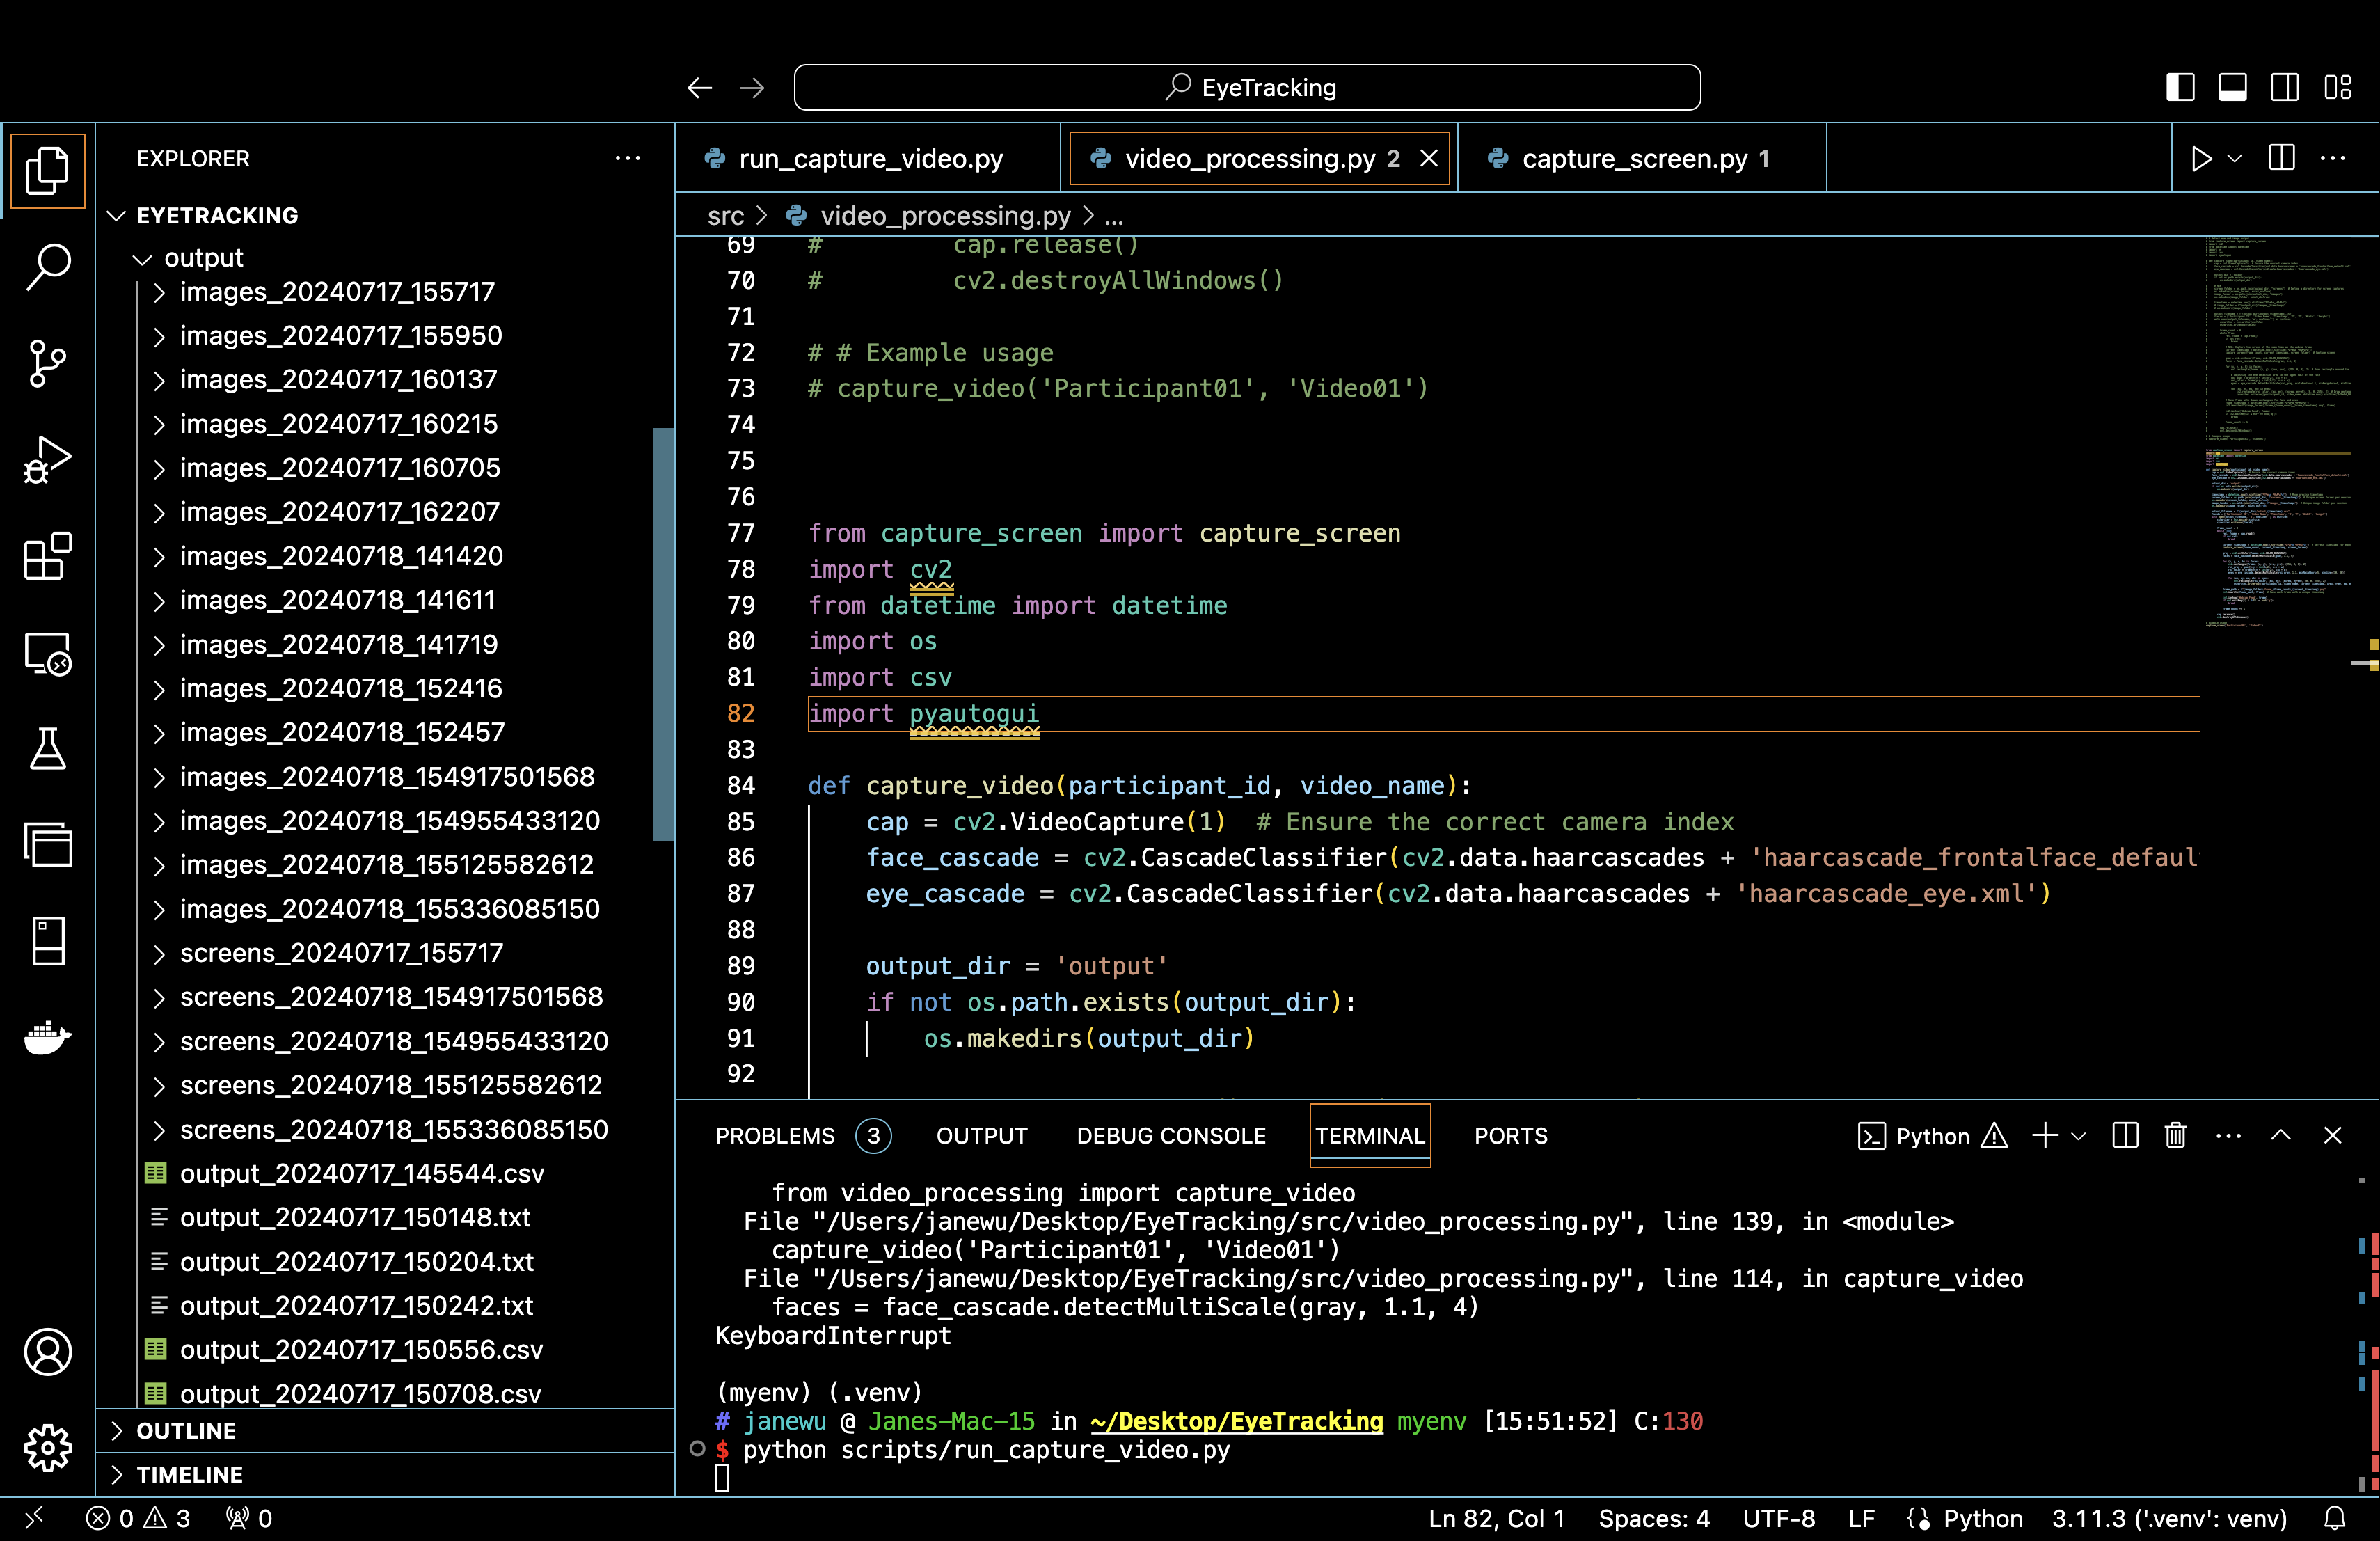 EyeTracking
EXPLORER
EYETRACKING
output
images_20240717_155717
images_20240717_155950
images_20240717_160137
images_20240717_160215
images_20240717_160705
images_20240717_162207
images_20240718_141420
images_20240718_141611
images_20240718_141719
images_20240718_152416
images_20240718_152457
images_20240718_154917501568
images_20240718_154955433120
images_20240718_155125582612
images_20240718_155336085150
screens_20240717_155717
screens_20240718_154917501568
screens_20240718_154955433120
screens_20240718_155125582612
screens_20240718_155336085150
output_20240717_145544.csv
output_20240717_150148.txt
output_20240717_150204.txt
output_20240717_150242.txt
output_20240717_150556.csv
output_20240717_150708.csv
OUTLINE
TIMELINE
run_capture_video.py
video_processing.py 2
capture_screen.py 1
src > video_processing.py > ...
69 #         cap.release()
70 #         cv2.destroyAllWindows()
71
72 # # Example usage
73 # capture_video('Participant01', 'Video01')
74
75
76
77 from capture_screen import capture_screen
78 import cv2
79 from datetime import datetime
80 import os
81 import csv
82 import pyautogui
83
84 def capture_video(participant_id, video_name):
85     cap = cv2.VideoCapture(1)  # Ensure the correct camera index
86     face_cascade = cv2.CascadeClassifier(cv2.data.haarcascades + 'haarcascade_frontalface_default
87     eye_cascade = cv2.CascadeClassifier(cv2.data.haarcascades + 'haarcascade_eye.xml')
88
89     output_dir = 'output'
90     if not os.path.exists(output_dir):
91         os.makedirs(output_dir)
92
PROBLEMS 3 OUTPUT DEBUG CONSOLE TERMINAL PORTS
Python
    from video_processing import capture_video
  File "/Users/janewu/Desktop/EyeTracking/src/video_processing.py", line 139, in <module>
    capture_video('Participant01', 'Video01')
  File "/Users/janewu/Desktop/EyeTracking/src/video_processing.py", line 114, in capture_video
    faces = face_cascade.detectMultiScale(gray, 1.1, 4)
KeyboardInterrupt
(myenv) (.venv)
# janewu @ Janes-Mac-15 in ~/Desktop/EyeTracking myenv [15:51:52] C:130
$ python scripts/run_capture_video.py
0 3 0
Ln 82, Col 1 Spaces: 4 UTF-8 LF Python 3.11.3 ('.venv': venv)